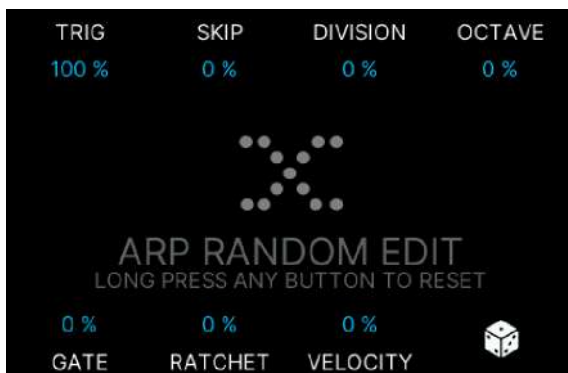 TRIG SKIP DIVISION OCTAVE
100 % 0 % 0 % 0 %
ARP RANDOM EDIT
LONG PRESS ANY BUTTON TO RESET
0 % 0 % 0 %
GATE RATCHET VELOCITY